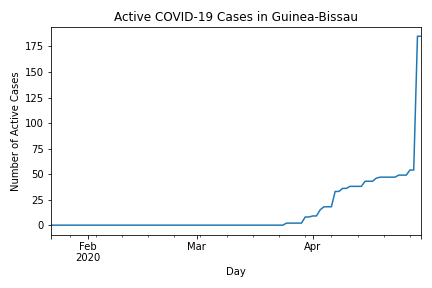 Active COVID-19 Cases in Guinea-Bissau
Number of Active Cases
175
150
125
100
75
50
25
0
Feb
2020
Mar
Apr
Day